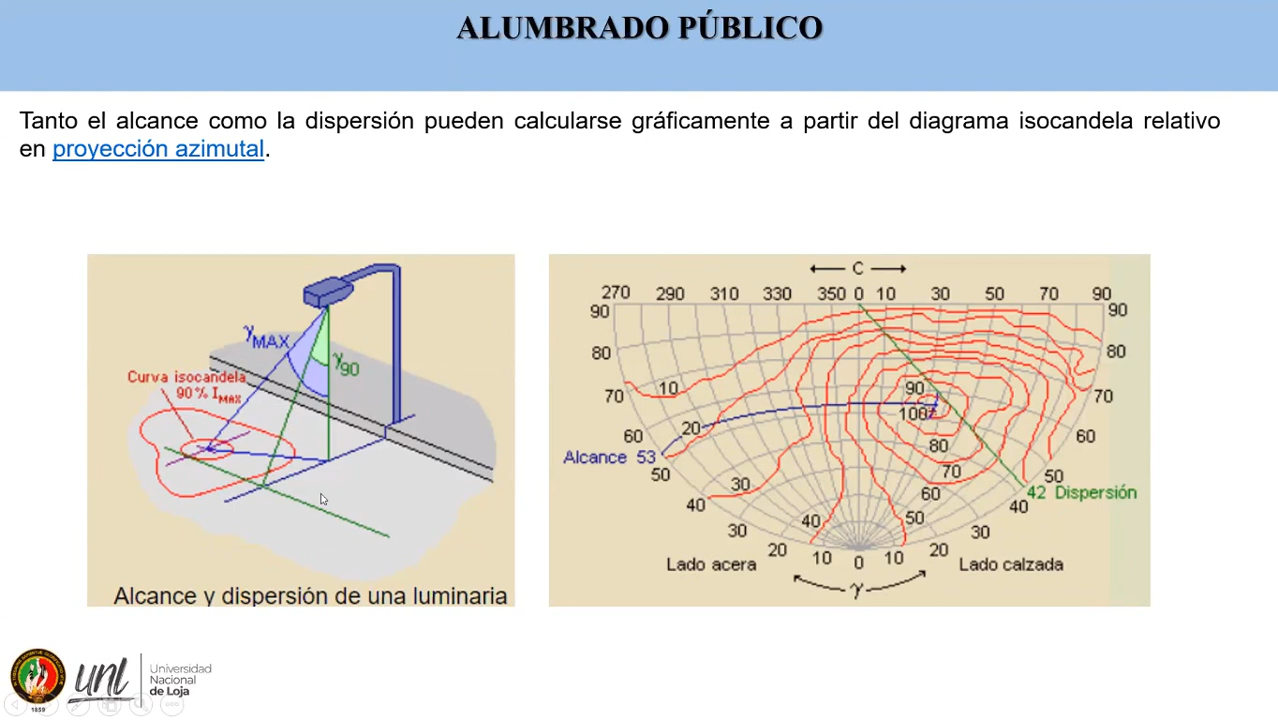 ALUMBRADO PÚBLICO
Tanto el alcance como la dispersión pueden calcularse gráficamente a partir del diagrama isocandela relativo
en proyección azimutal.
γMAX
γ90
Curva isocandela
90% IMAX
Alcance y dispersión de una luminaria
C
270 290 310 330 350 0 10 30 50 70 90
90 90
80 80
70 10 90 70
100%
60 20 80 60
Alcance 53
50 70 50
30 60 42 Dispersión
40 40
40 50
30 30
20 10 0 10 20
Lado acera Lado calzada
γ
unl
Universidad
Nacional
de Loja
1859